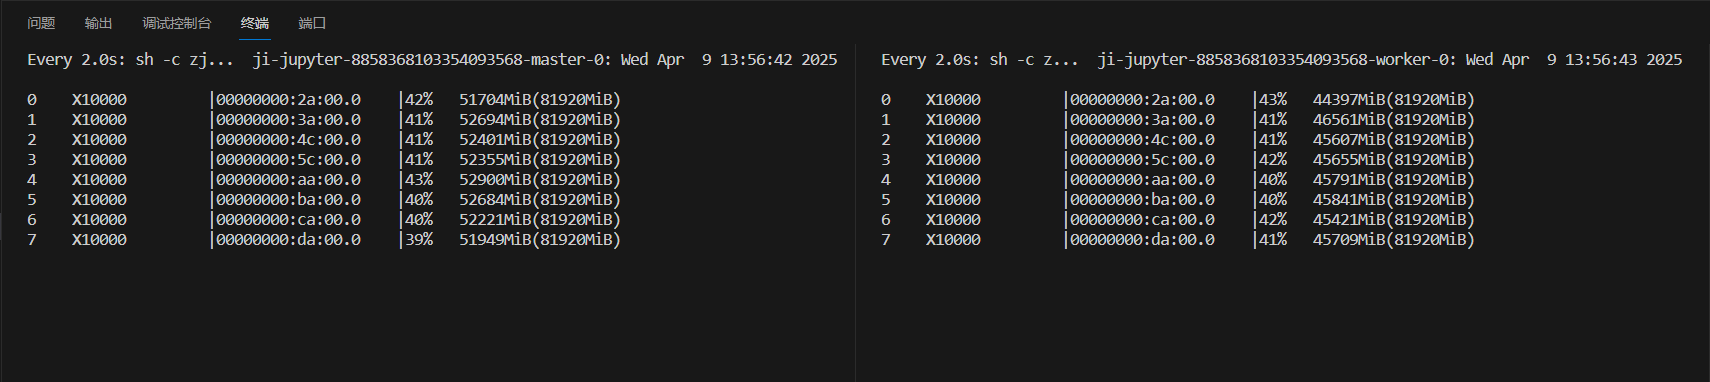 问题 输出 调试控制台 终端 端口
Every 2.0s: sh -c zj... ji-jupyter-8858368103354093568-master-0: Wed Apr 9 13:56:42 2025
0 X10000 |00000000:2a:00.0 |42% 51704MiB(81920MiB)
1 X10000 |00000000:3a:00.0 |41% 52694MiB(81920MiB)
2 X10000 |00000000:4c:00.0 |41% 52401MiB(81920MiB)
3 X10000 |00000000:5c:00.0 |41% 52355MiB(81920MiB)
4 X10000 |00000000:aa:00.0 |43% 52900MiB(81920MiB)
5 X10000 |00000000:ba:00.0 |40% 52684MiB(81920MiB)
6 X10000 |00000000:ca:00.0 |40% 52221MiB(81920MiB)
7 X10000 |00000000:da:00.0 |39% 51949MiB(81920MiB)
Every 2.0s: sh -c z... ji-jupyter-8858368103354093568-worker-0: Wed Apr 9 13:56:43 2025
0 X10000 |00000000:2a:00.0 |43% 44397MiB(81920MiB)
1 X10000 |00000000:3a:00.0 |41% 46561MiB(81920MiB)
2 X10000 |00000000:4c:00.0 |41% 45607MiB(81920MiB)
3 X10000 |00000000:5c:00.0 |42% 45655MiB(81920MiB)
4 X10000 |00000000:aa:00.0 |40% 45791MiB(81920MiB)
5 X10000 |00000000:ba:00.0 |40% 45841MiB(81920MiB)
6 X10000 |00000000:ca:00.0 |42% 45421MiB(81920MiB)
7 X10000 |00000000:da:00.0 |41% 45709MiB(81920MiB)